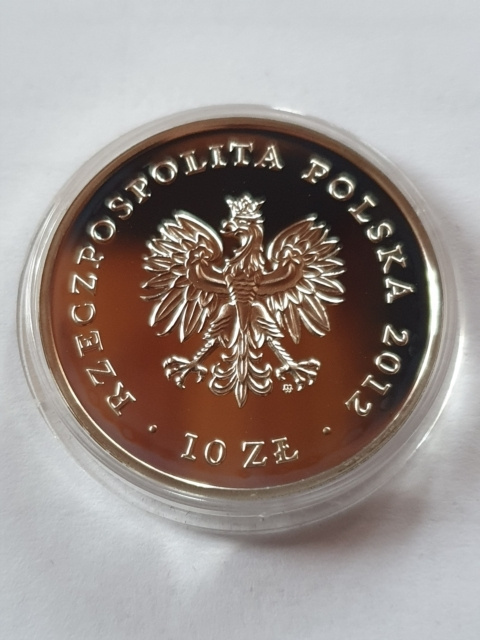 RZECZPOSPOLITA POLSKA 2012
· 10 ZŁ ·